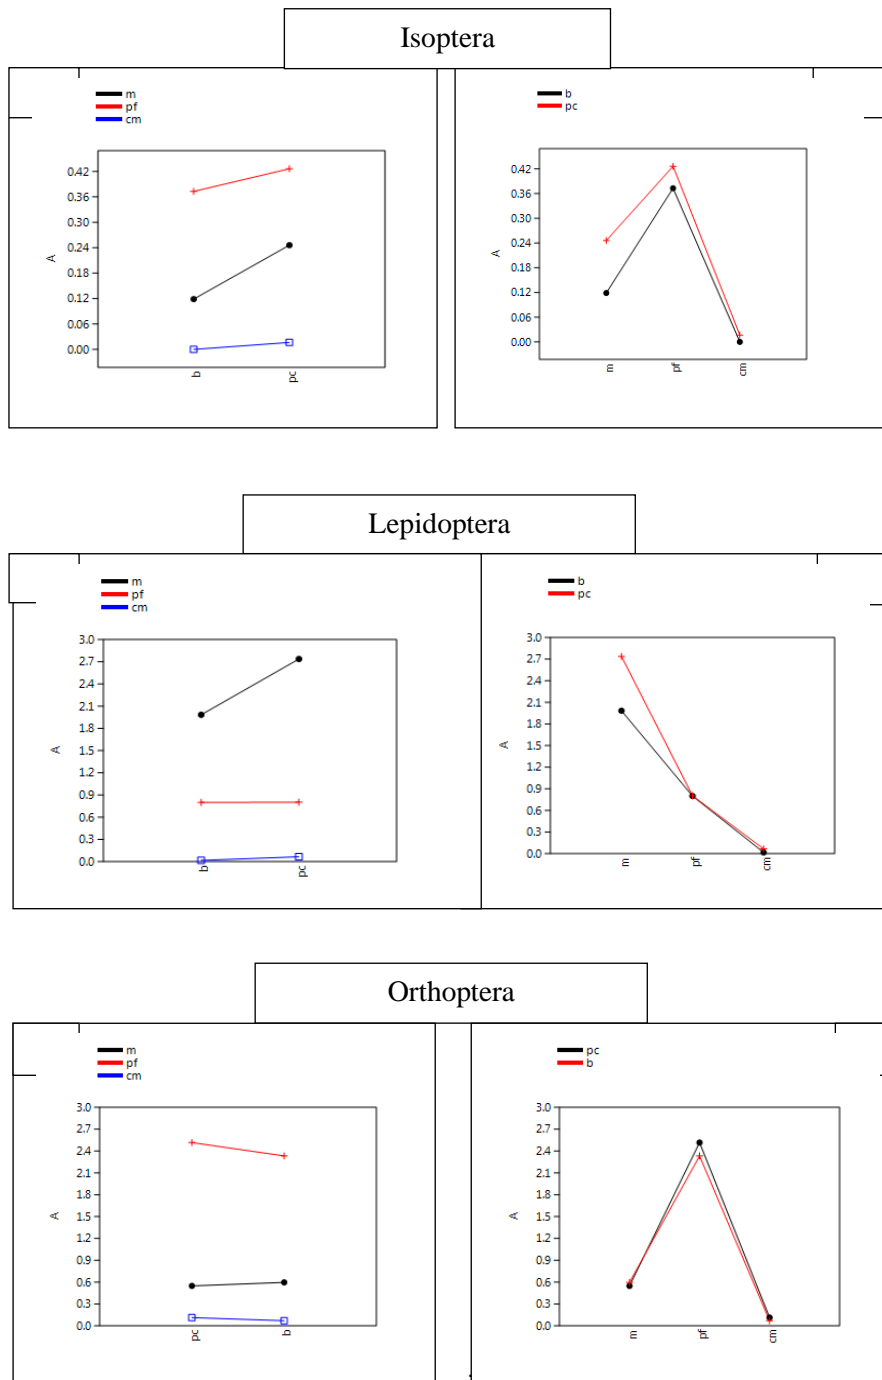 Isoptera
m
pf
cm
0.42
0.36
0.30
0.24
0.18
0.12
0.06
0.00
A
b
pc
b
pc
0.42
0.36
0.30
0.24
0.18
0.12
0.06
0.00
A
m
pf
cm
Lepidoptera
m
pf
cm
3.0
2.7
2.4
2.1
1.8
1.5
1.2
0.9
0.6
0.3
0.0
A
b
pc
b
pc
3.0
2.7
2.4
2.1
1.8
1.5
1.2
0.9
0.6
0.3
0.0
A
m
pf
cm
Orthoptera
m
pf
cm
3.0
2.7
2.4
2.1
1.8
1.5
1.2
0.9
0.6
0.3
0.0
A
pc
b
pc
b
3.0
2.7
2.4
2.1
1.8
1.5
1.2
0.9
0.6
0.3
0.0
A
m
pf
cm